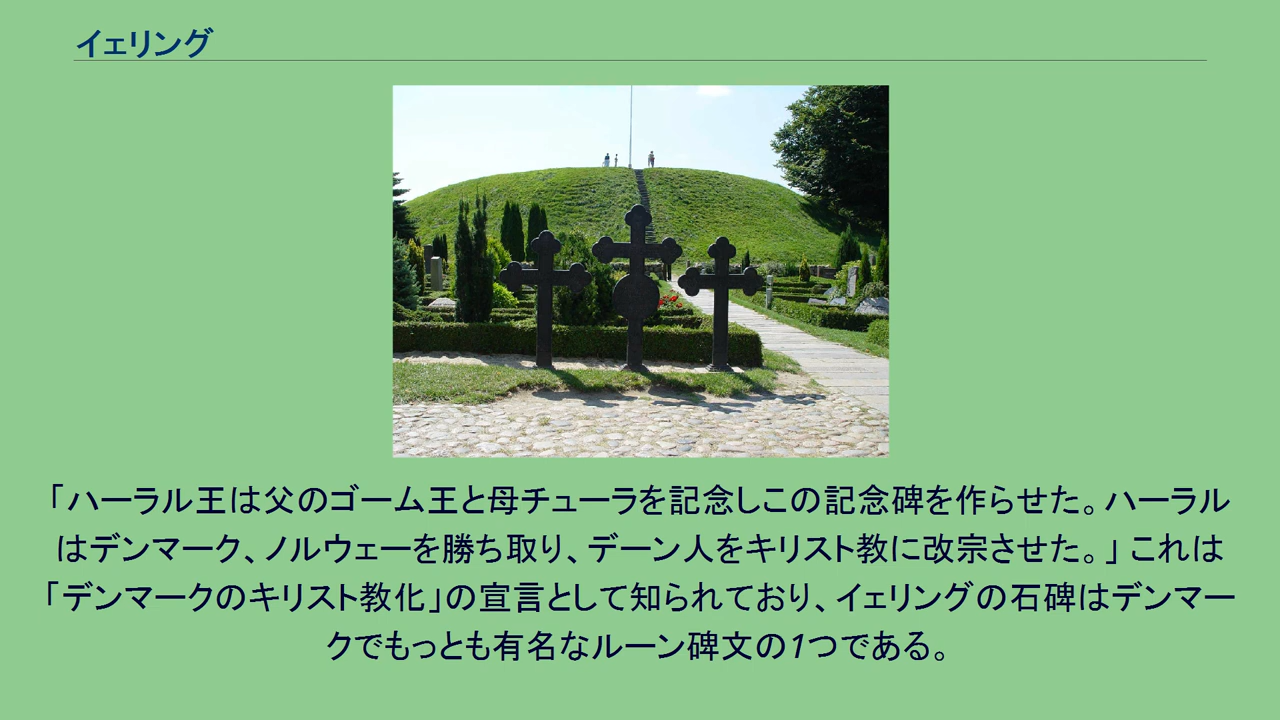 イェリング
「ハーラル王は父のゴーム王と母チューラを記念しこの記念碑を作らせた。ハーラル
はデンマーク、ノルウェーを勝ち取り、デーン人をキリスト教に改宗させた。」 これは
「デンマークのキリスト教化」の宣言として知られており、イェリングの石碑はデンマー
クでもっとも有名なルーン碑文の1つである。